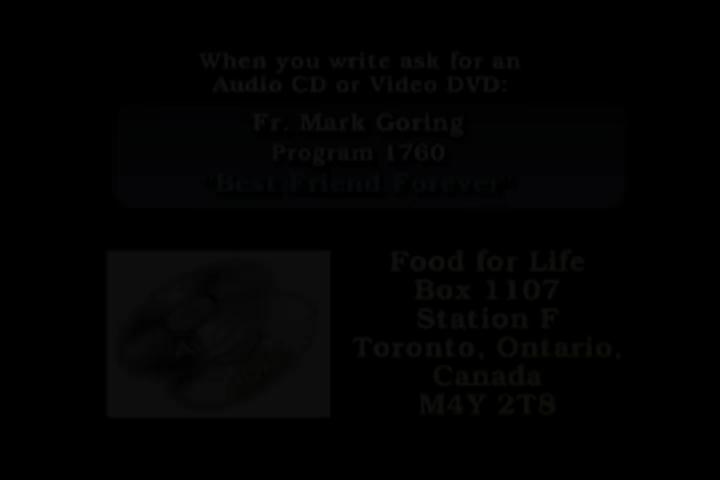 When you write ask for an
Audio CD or Video DVD:
Fr. Mark Goring
Program 1760
"Best Friend Forever"
Food for Life
Box 1107
Station F
Toronto, Ontario,
Canada
M4Y 2T8